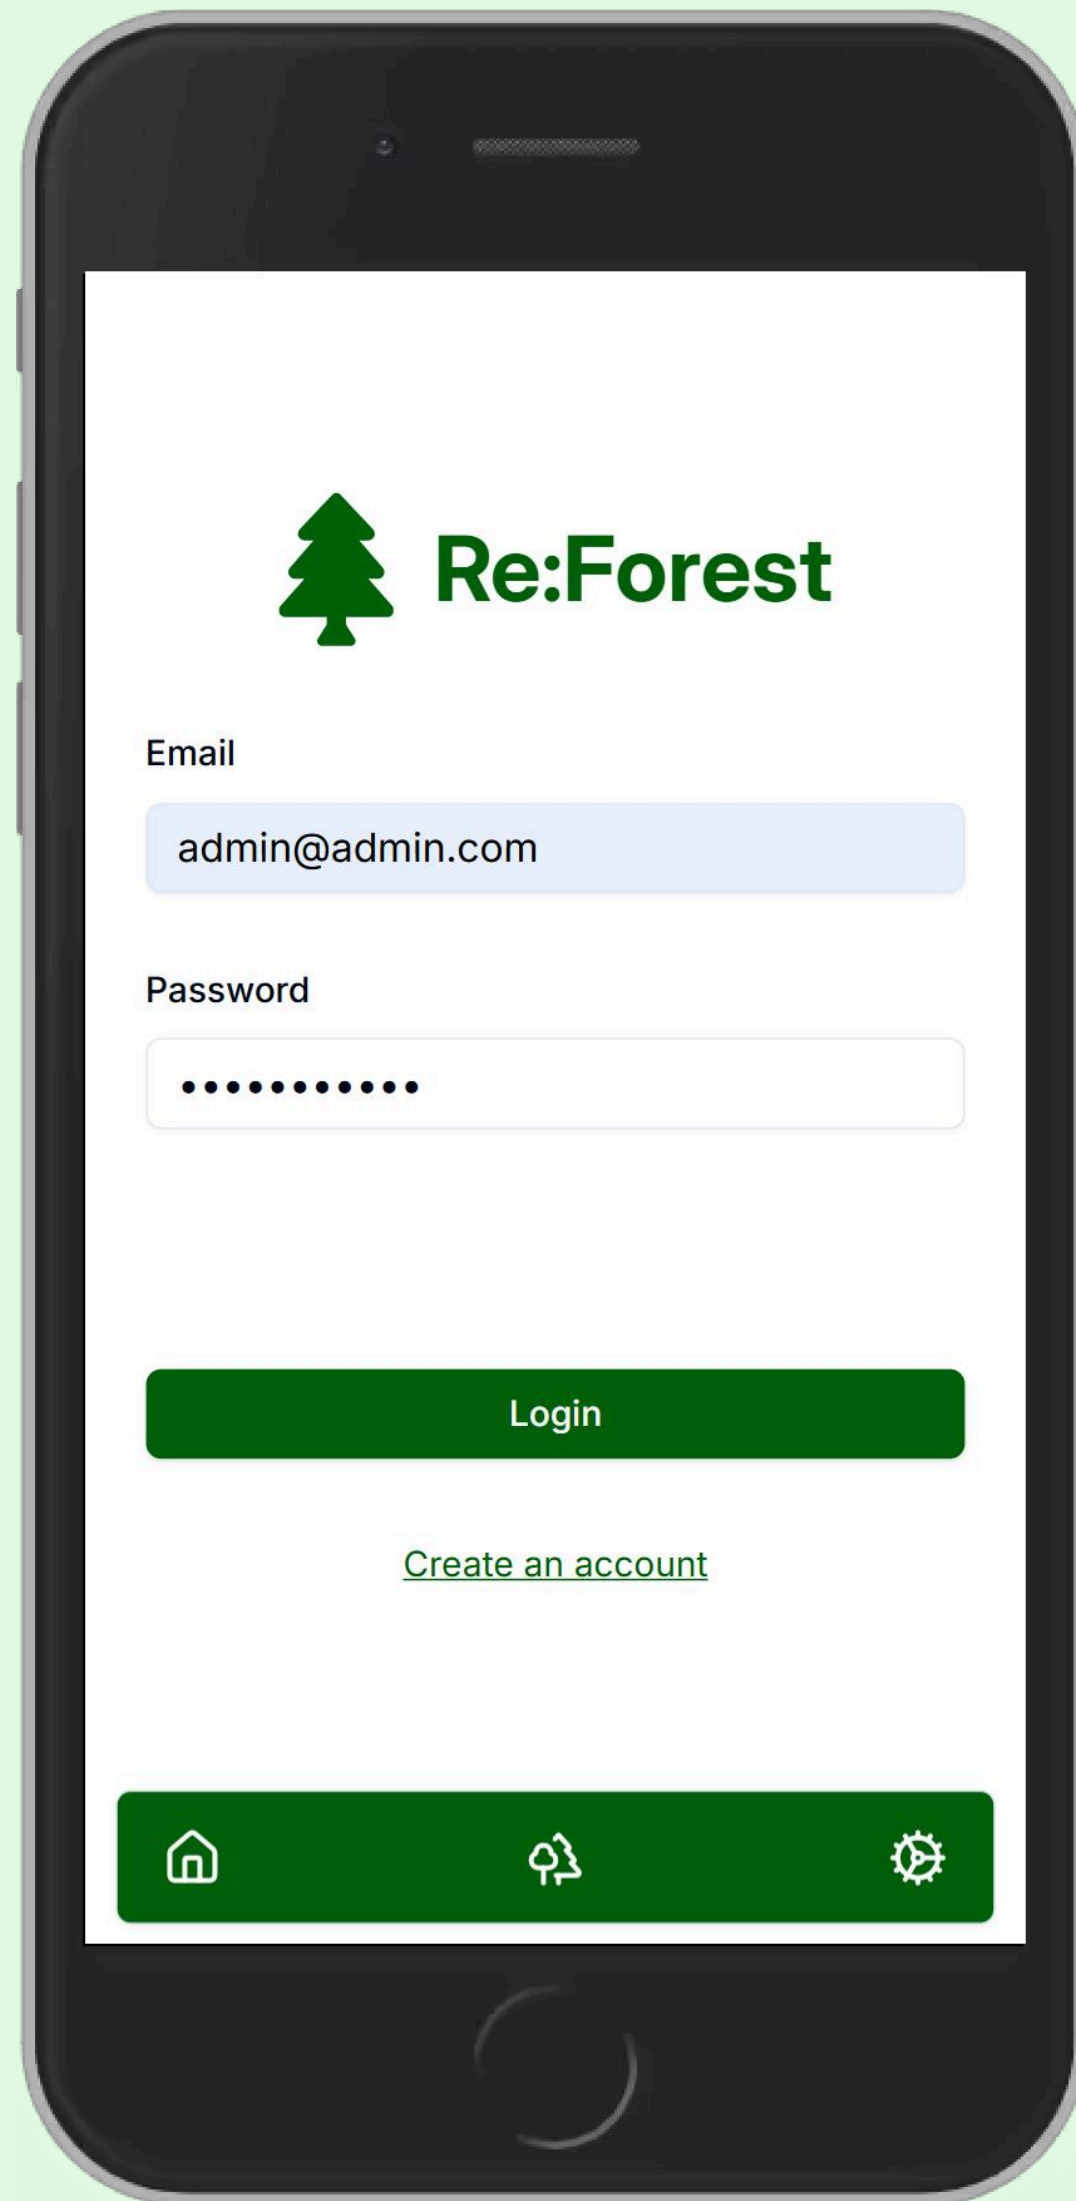 Re:Forest
Email
admin@admin.com
Password
•••••••••••
Login
Create an account